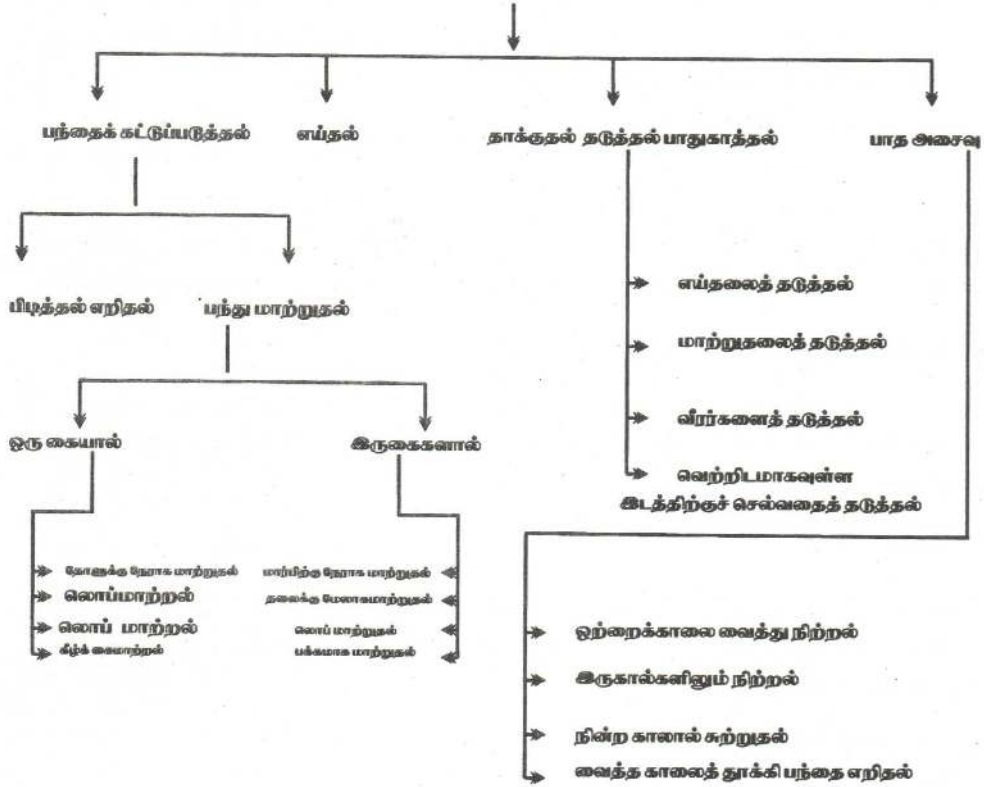 பந்தைக் கட்டுப்படுத்தல்
எய்தல்
தாக்குதல் தடுத்தல் பாதுகாத்தல்
பாத அசைவு
பிடித்தல் எறிதல்
பந்து மாற்றுதல்
எய்தலைத் தடுத்தல்
மாற்றுதலைத் தடுத்தல்
வீரர்களைத் தடுத்தல்
வெற்றிடமாகவுள்ள
இடத்திற்குச் செல்வதைத் தடுத்தல்
ஒரு கையால்
இருகைகளால்
தோளுக்கு நேராக மாற்றுதல்
லொப்மாற்றல்
லொப் மாற்றல்
கீழ்க் கைமாற்றல்
மார்பிற்கு நேராக மாற்றுதல்
தலைக்கு மேலாகமாற்றுதல்
லொப் மாற்றுதல்
பக்கமாக மாற்றுதல்
ஒற்றைக்காலை வைத்து நிற்றல்
இருகால்களிலும் நிற்றல்
நின்ற காலால் சுற்றுதல்
வைத்த காலைத் தூக்கி பந்தை எறிதல்